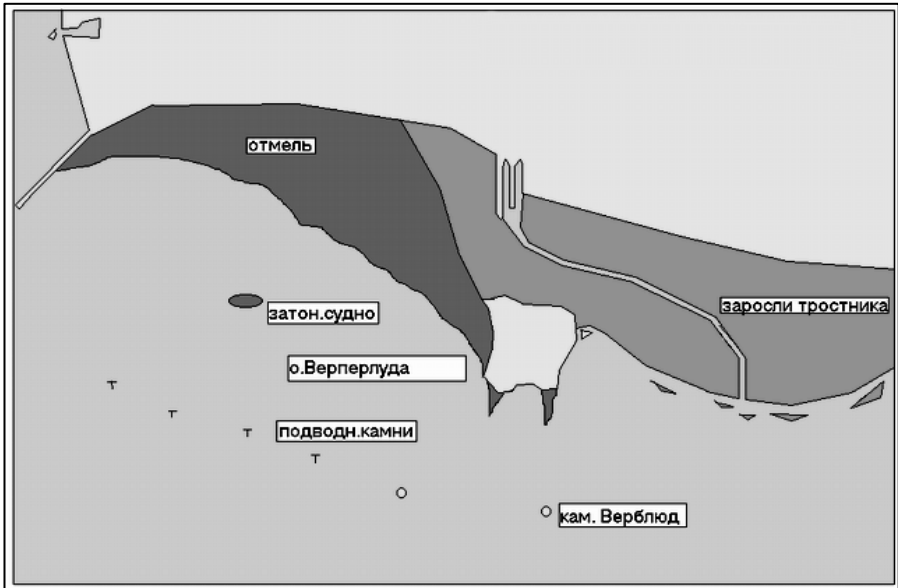 отмель
затон.судно
заросли тростника
о.Верперлуда
подводн.камни
кам. Верблюд